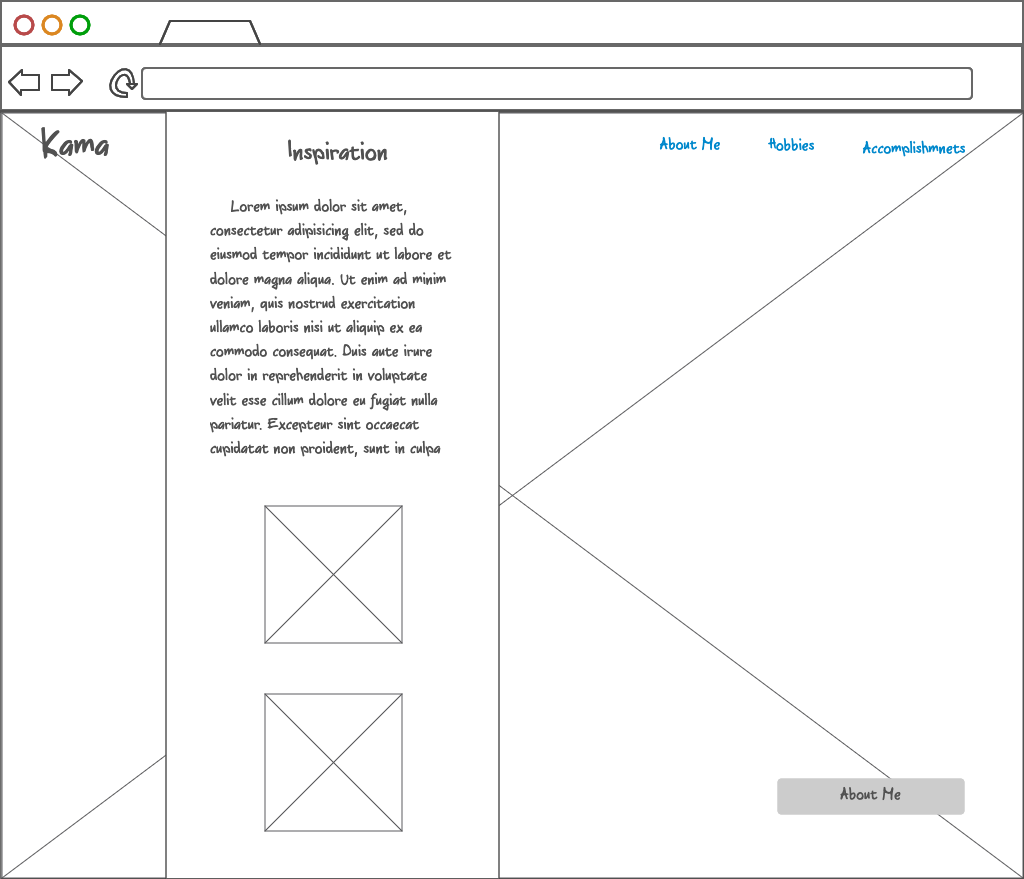 Kama
Inspiration
About Me
Hobbies
Accomplishmnets
Lorem ipsum dolor sit amet,
consectetur adipisicing elit, sed do
eiusmod tempor incididunt ut labore et
dolore magna aliqua. Ut enim ad minim
veniam, quis nostrud exercitation
ullamco laboris nisi ut aliquip ex ea
commodo consequat. Duis aute irure
dolor in reprehenderit in voluptate
velit esse cillum dolore eu fugiat nulla
pariatur. Excepteur sint occaecat
cupidatat non proident, sunt in culpa
About Me